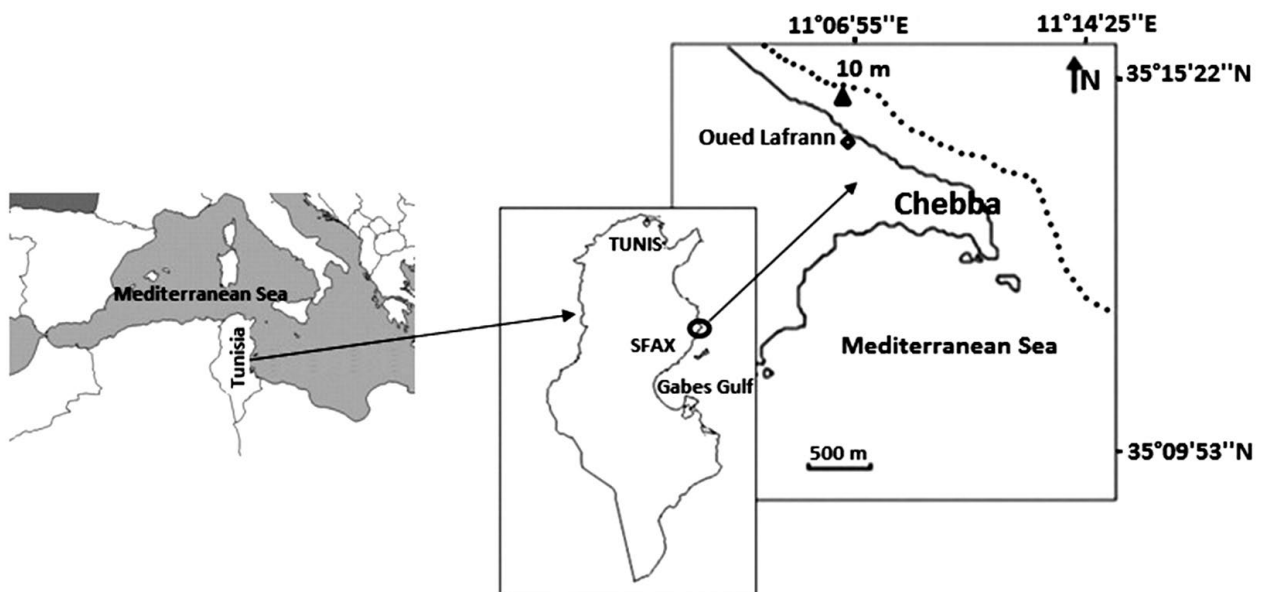 Mediterranean Sea
Tunisia
TUNIS
SFAX
Gabes Gulf
11°06'55''E
11°14'25''E
10 m
N
35°15'22''N
Oued Lafrann
Chebba
Mediterranean Sea
500 m
35°09'53''N